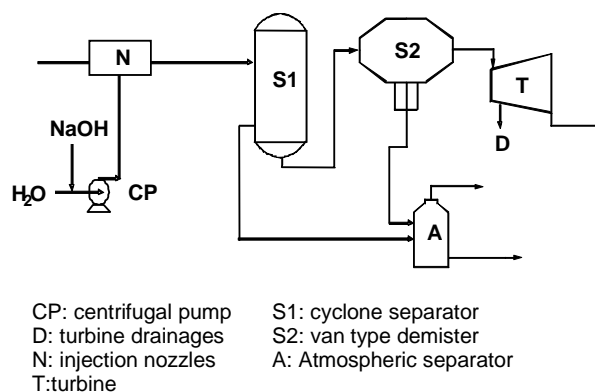 N
S1
S2
T
NaOH
D
H2O
CP
A
CP: centrifugal pump
S1: cyclone separator
D: turbine drainages
S2: van type demister
N: injection nozzles
A: Atmospheric separator
T:turbine